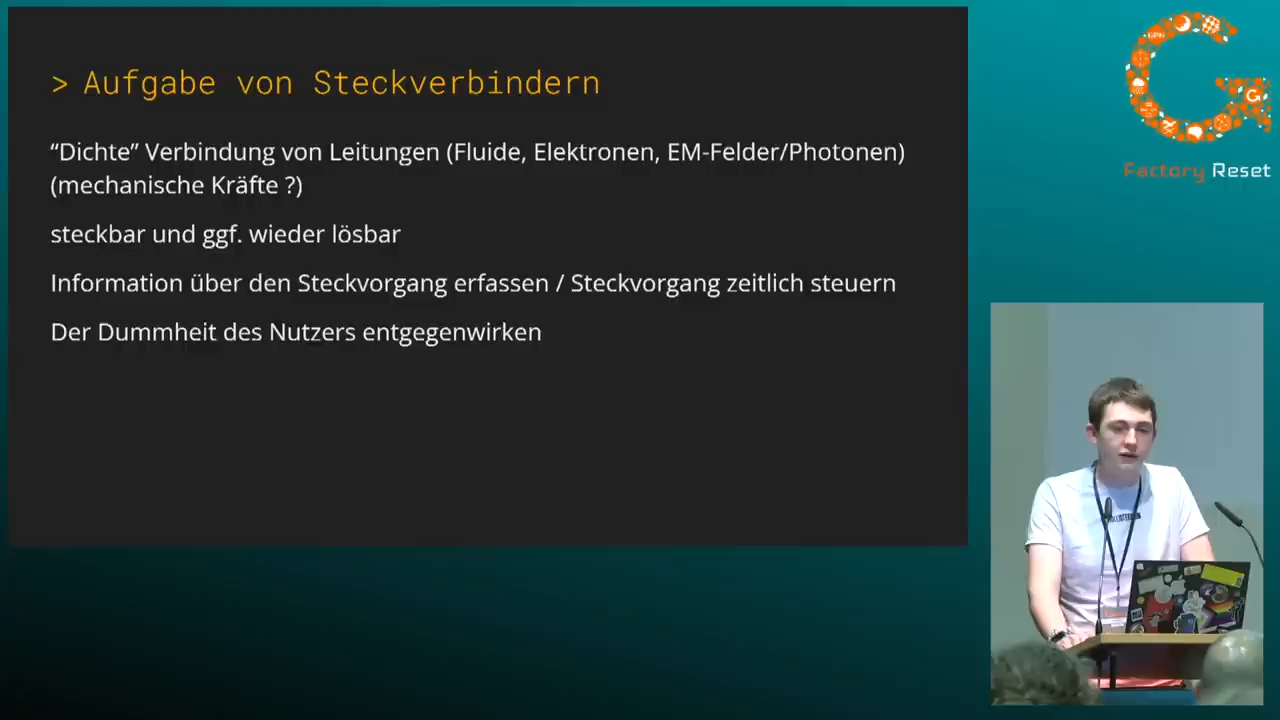 > Aufgabe von Steckverbindern
“Dichte” Verbindung von Leitungen (Fluide, Elektronen, EM-Felder/Photonen)
(mechanische Kräfte ?)
steckbar und ggf. wieder lösbar
Information über den Steckvorgang erfassen / Steckvorgang zeitlich steuern
Der Dummheit des Nutzers entgegenwirken
GPN
G
Factory Reset